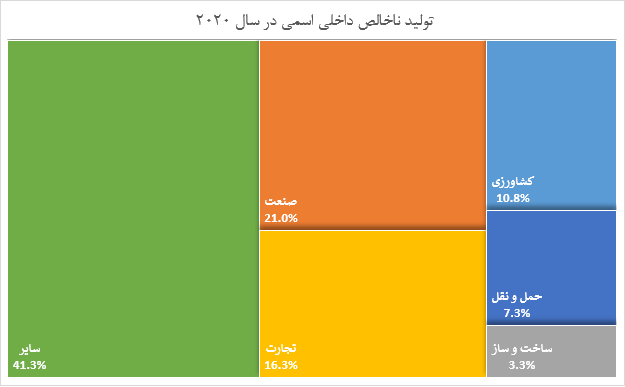 تولید ناخالص داخلی اسمی در سال ۲۰۲۰
کشاورزی
10.8%
صنعت
21.0%
حمل و نقل
7.3%
سایر
41.3%
تجارت
16.3%
ساخت و ساز
3.3%